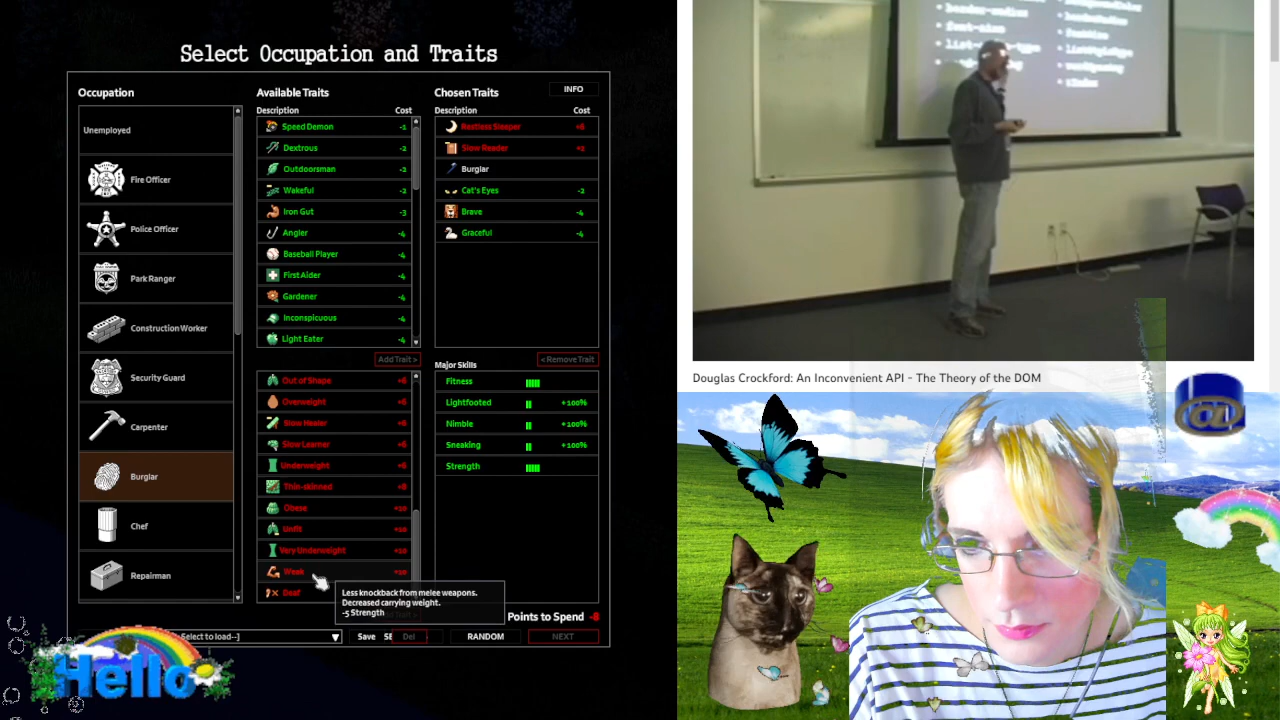 Select Occupation and Traits
Occupation
Unemployed
Fire Officer
Police Officer
Park Ranger
Construction Worker
Security Guard
Carpenter
Burglar
Chef
Repairman
Available Traits
Description Cost
Speed Demon -1
Dextrous -2
Outdoorsman -2
Wakeful -2
Iron Gut -3
Angler -4
Baseball Player -4
First Aider -4
Gardener -4
Inconspicuous -4
Light Eater -4
Add Trait >
Out of Shape +6
Overweight +6
Slow Healer +6
Slow Learner +6
Underweight +6
Thin-skinned +8
Obese +10
Unfit +10
Very Underweight +10
Weak +10
Deaf
Less knockback from melee weapons.
Decreased carrying weight.
-5 Strength
Chosen Traits
INFO
Description Cost
Restless Sleeper +6
Slow Reader +2
Burglar
Cat's Eyes -2
Brave -4
Graceful -4
< Remove Trait
Major Skills
Fitness
Lightfooted +100%
Nimble +100%
Sneaking +100%
Strength
Points to Spend -8
Select to load--]
Save
Del
RANDOM
NEXT
Hello
font-size
Douglas Crockford: An Inconvenient API - The Theory of the DOM
@